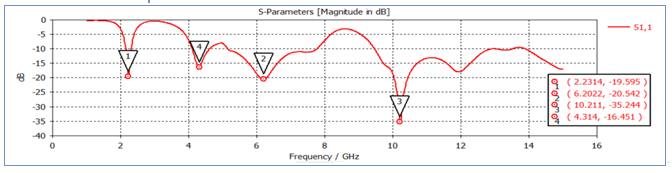 S-Parameters [Magnitude in dB]
S1,1
0
-5
-10
-15
-20
-25
-30
-35
-40
dB
1
4
2
3
1 ( 2.2314, -19.595 )
2 ( 6.2022, -20.542 )
3 ( 10.211, -35.244 )
4 ( 4.314, -16.451 )
0 2 4 6 8 10 12 14 16
Frequency / GHz